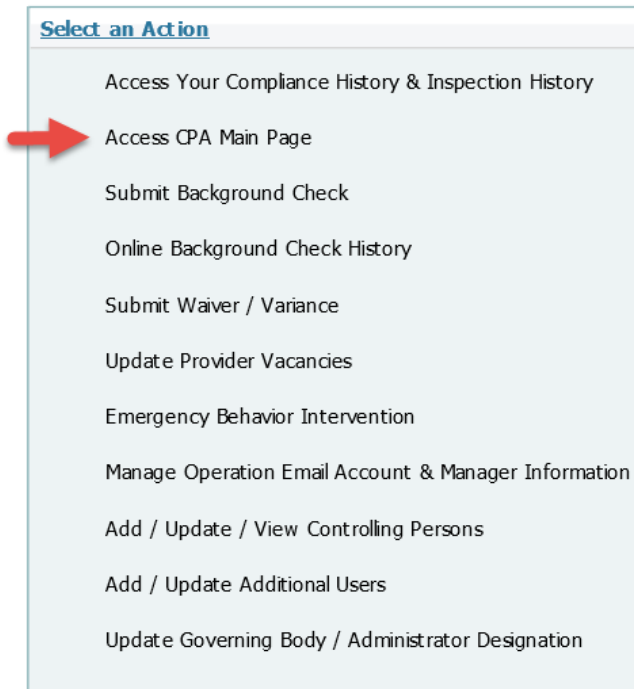 Select an Action
Access Your Compliance History & Inspection History
Access CPA Main Page
Submit Background Check
Online Background Check History
Submit Waiver / Variance
Update Provider Vacancies
Emergency Behavior Intervention
Manage Operation Email Account & Manager Information
Add / Update / View Controlling Persons
Add / Update Additional Users
Update Governing Body / Administrator Designation